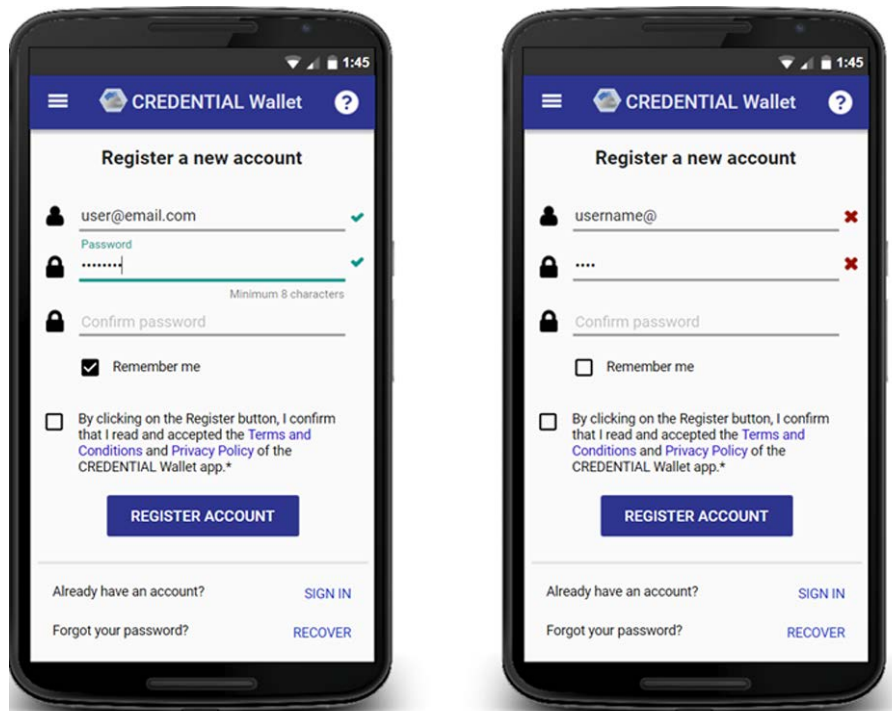 1:45
CREDENTIAL Wallet ?
Register a new account
user@email.com
Password
••••••••
Minimum 8 characters
Confirm password
Remember me
By clicking on the Register button, I confirm
that I read and accepted the Terms and
Conditions and Privacy Policy of the
CREDENTIAL Wallet app.*
REGISTER ACCOUNT
Already have an account? SIGN IN
Forgot your password? RECOVER
1:45
CREDENTIAL Wallet ?
Register a new account
username@
••••
Confirm password
Remember me
By clicking on the Register button, I confirm
that I read and accepted the Terms and
Conditions and Privacy Policy of the
CREDENTIAL Wallet app.*
REGISTER ACCOUNT
Already have an account? SIGN IN
Forgot your password? RECOVER